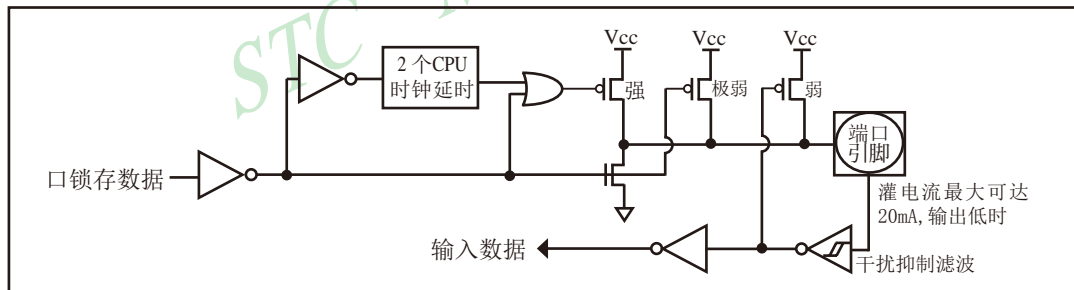 STC
Vcc
Vcc
Vcc
2 个CPU
时钟延时
强
极弱
弱
端口
引脚
口锁存数据
灌电流最大可达
20mA,输出低时
输入数据
干扰抑制滤波